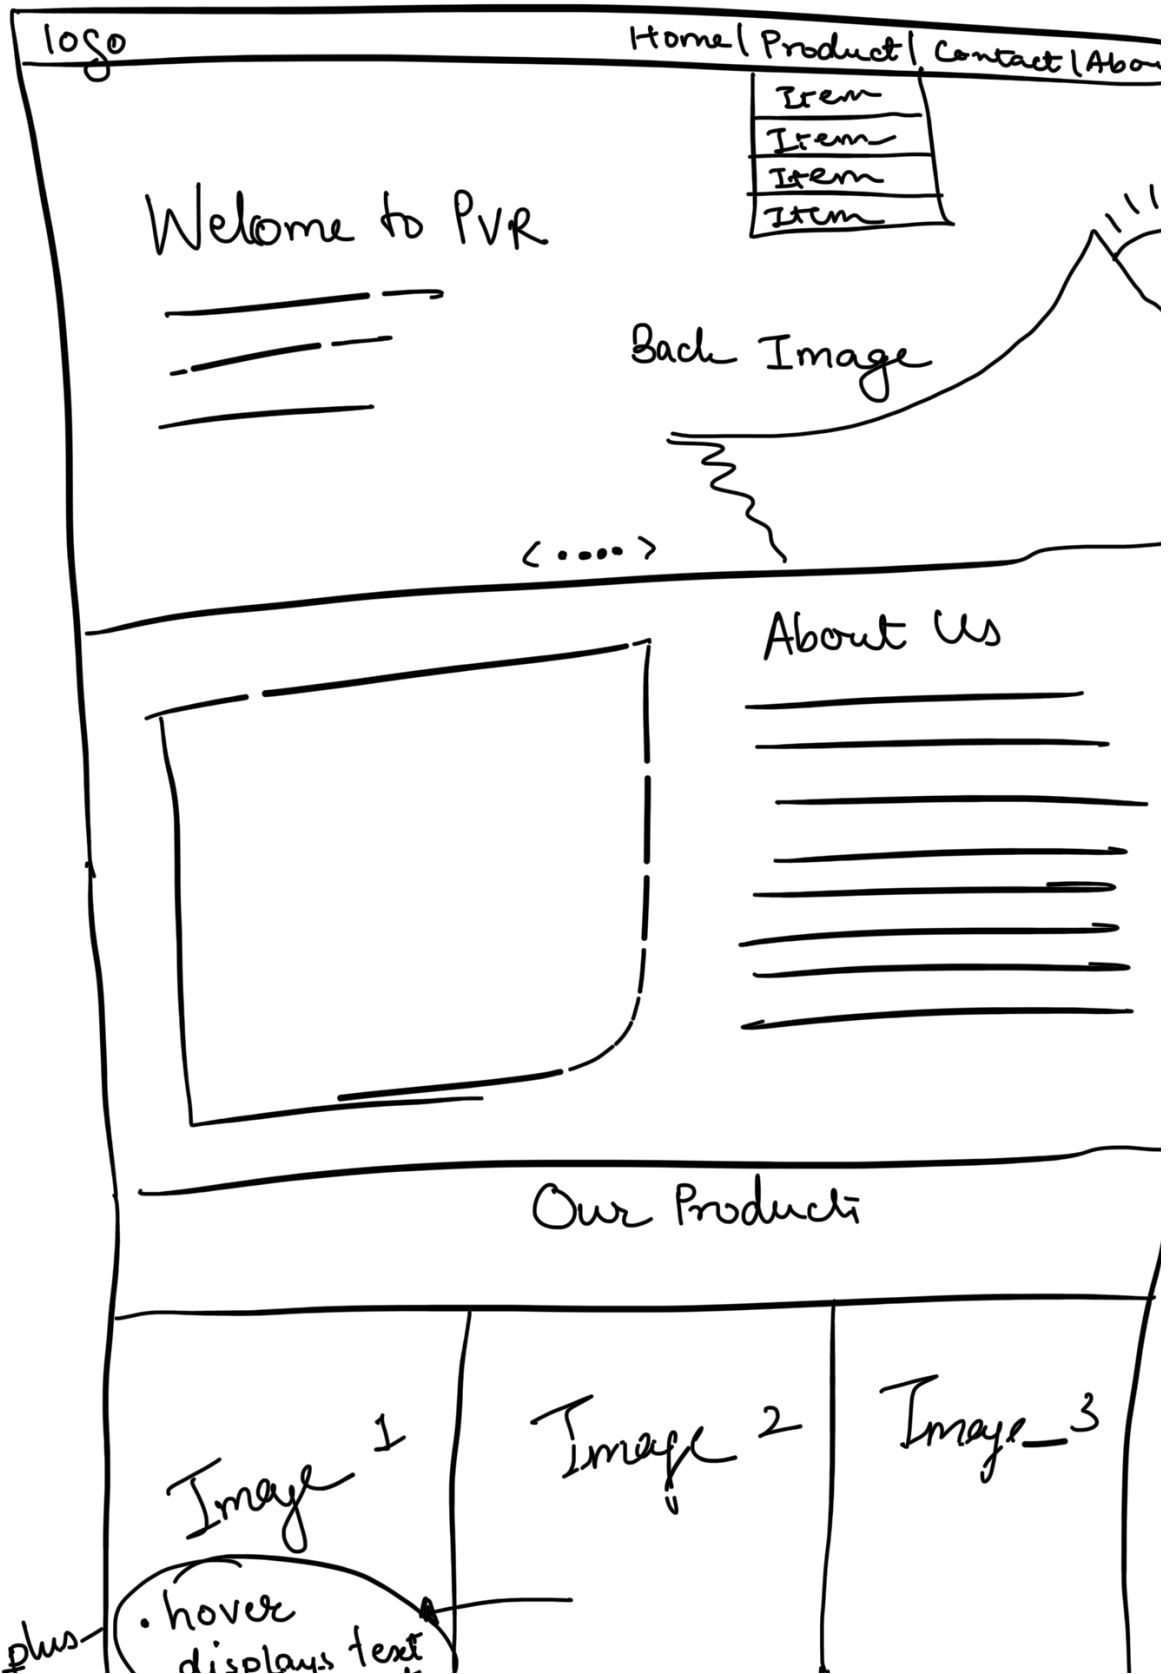 logo
Home | Product | Contact | Abou
Item
Item
Item
Item
Welcome to PVR
Back Image
< ..... >
About Us
Our Products
Image 1
Image 2
Image_3
• hover
displays text
plus